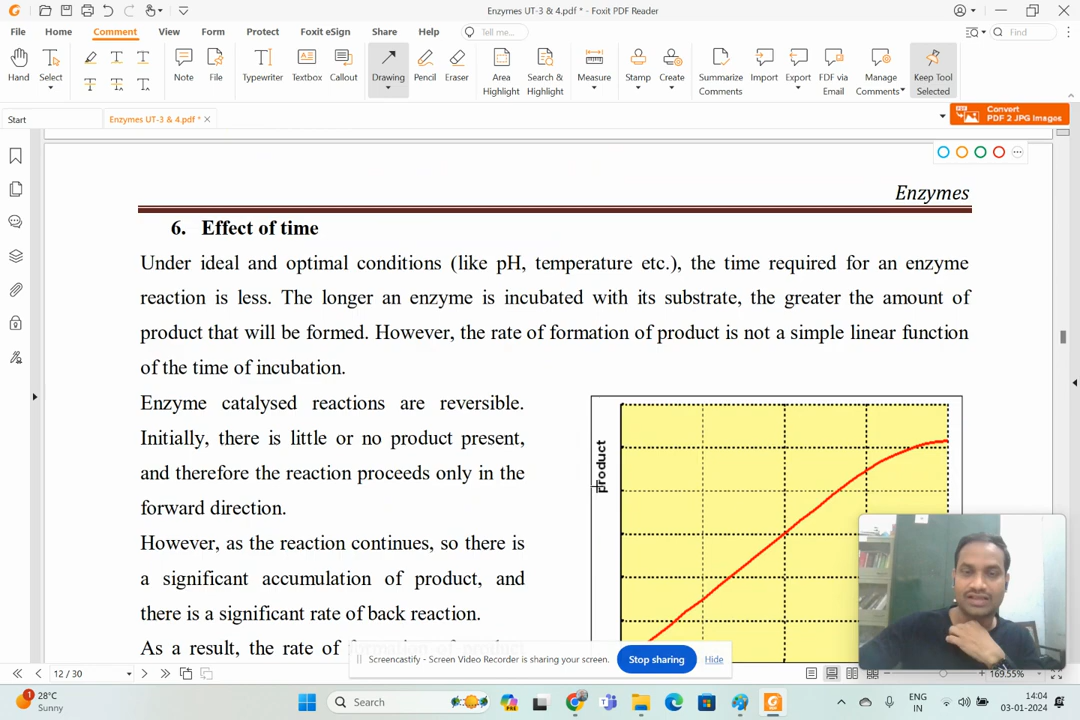 Enzymes UT-3 & 4.pdf * - Foxit PDF Reader
File Home Comment View Form Protect Foxit eSign Share Help Tell me... Find
Hand Select Note File Typewriter Textbox Callout Drawing Pencil Eraser Area Highlight Search & Highlight Measure Stamp Create Summarize Comments Import Export FDF via Email Manage Comments Keep Tool Selected
Start Enzymes UT-3 & 4.pdf * Convert PDF 2 JPG Images
Enzymes
6. Effect of time
Under ideal and optimal conditions (like pH, temperature etc.), the time required for an enzyme
reaction is less. The longer an enzyme is incubated with its substrate, the greater the amount of
product that will be formed. However, the rate of formation of product is not a simple linear function
of the time of incubation.
Enzyme catalysed reactions are reversible.
Initially, there is little or no product present,
and therefore the reaction proceeds only in the
forward direction.
However, as the reaction continues, so there is
a significant accumulation of product, and
there is a significant rate of back reaction.
As a result, the rate of formation of product
product
Screencastify - Screen Video Recorder is sharing your screen. Stop sharing Hide
12 / 30 169.55%
28°C
Sunny
1
Search
PRE
ENG
IN
14:04
03-01-2024